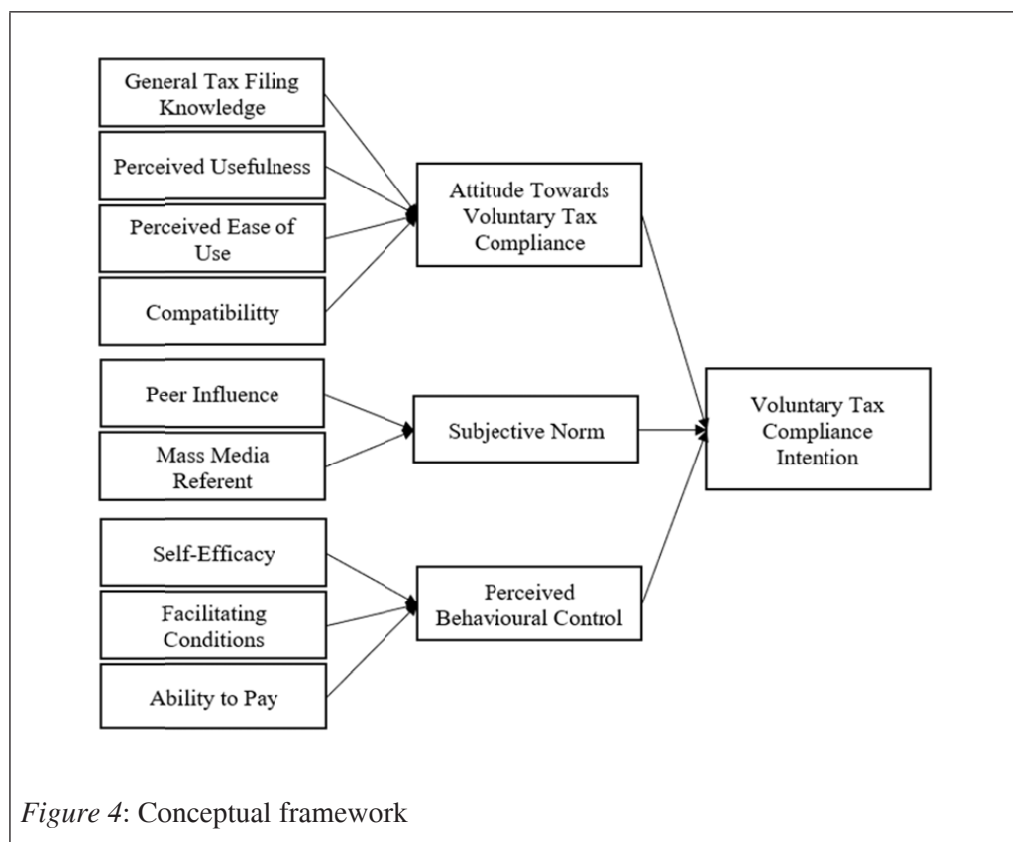 General Tax Filing
Knowledge
Perceived Usefulness
Perceived Ease of
Use
Compatibilitty
Peer Influence
Mass Media
Referent
Self-Efficacy
Facilitating
Conditions
Ability to Pay
Attitude Towards
Voluntary Tax
Compliance
Subjective Norm
Perceived
Behavioural Control
Voluntary Tax
Compliance
Intention
Figure 4: Conceptual framework